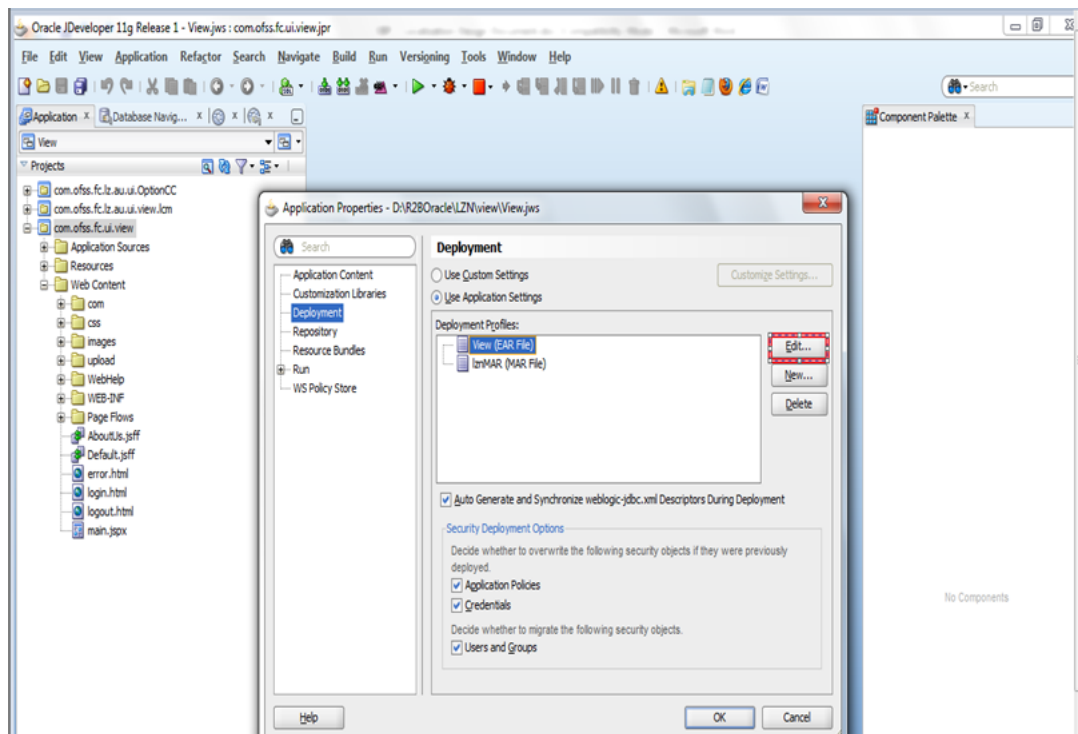 Oracle JDeveloper 11g Release 1 - View.jws : com.ofss.fc.ui.view.jpr
File Edit View Application Refactor Search Navigate Build Run Versioning Tools Window Help
Search
Application x Database Navig... x x x
Component Palette x
View
Projects
com.ofss.fc.lz.au.ui.OptionCC
com.ofss.fc.lz.au.ui.view.lcm
com.ofss.fc.ui.view
Application Sources
Resources
Web Content
com
css
images
upload
WebHelp
WEB-INF
Page Flows
AboutUs.jsff
Default.jsff
error.html
login.html
logout.html
main.jspx
Application Properties - D:\R2BOracle\LZN\view\View.jws
Search
Application Content
Customization Libraries
Deployment
Repository
Resource Bundles
Run
WS Policy Store
Deployment
Use Custom Settings
Customize Settings...
Use Application Settings
Deployment Profiles:
View (EAR File)
lznMAR (MAR File)
Edit...
New...
Delete
Auto Generate and Synchronize weblogic-jdbc.xml Descriptors During Deployment
Security Deployment Options
Decide whether to overwrite the following security objects if they were previously
deployed.
Application Policies
Credentials
Decide whether to migrate the following security objects.
Users and Groups
Help
OK
Cancel
No Components